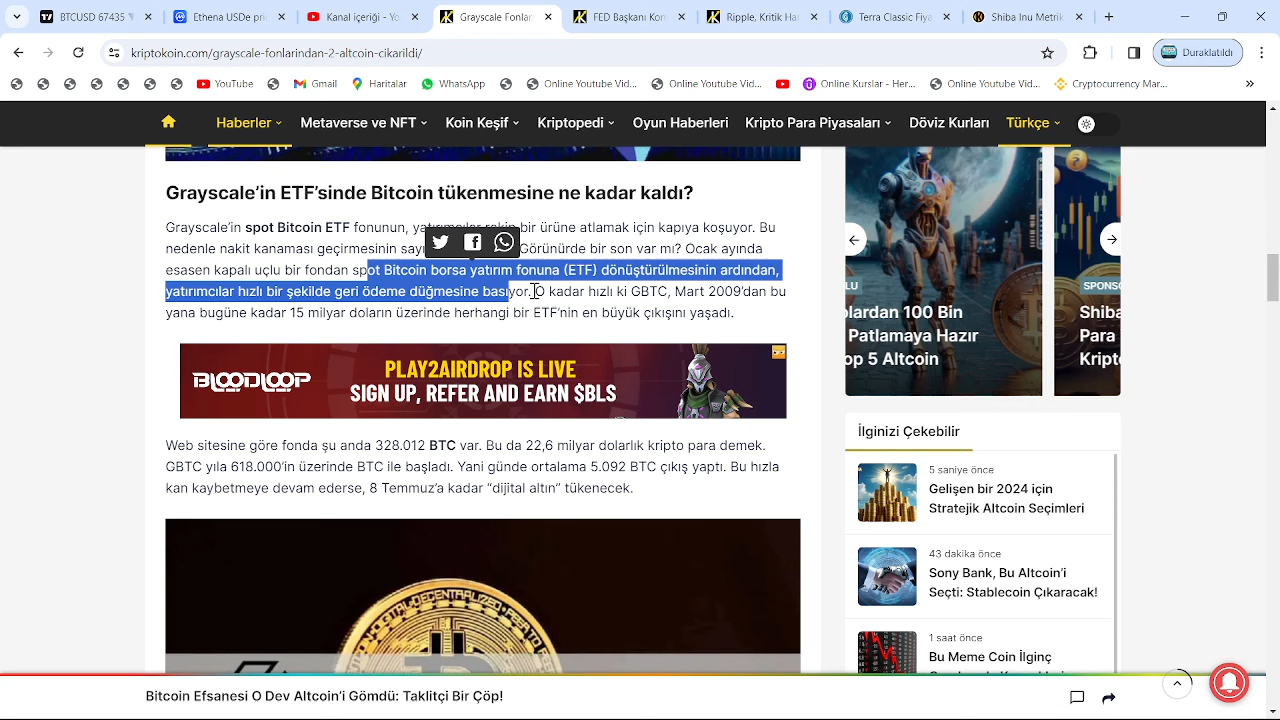 BTCUSD 67435
Ethena USDe p
Kanal içeriği - Y
Grayscale Fonlar
FED Başkanı Kon
Ripple, Kritik Ha
Terra Classic Fiye
Shiba Inu Metrik
kriptokoin.com/grayscale-fonlarindan-2-altcoin-cikarildi/
Duraklatıldı
YouTube
Gmail
Haritalar
WhatsApp
Online Youtube Vid...
Online Youtube Vid...
Online Kurslar - Her...
Online Youtube Vid...
Cryptocurrency Mar...
Haberler
Metaverse ve NFT
Koin Keşif
Kriptopedi
Oyun Haberleri
Kripto Para Piyasaları
Döviz Kurları
Türkçe
Grayscale'in ETF'sinde Bitcoin tükenmesine ne kadar kaldı?
Grayscale'in spot Bitcoin ETF fonunun, yatırımcılar rakip bir ürüne atlamak için kapıya koşuyor. Bu
nedenle nakit kanaması geçirmesinin Görünürde bir son var mı? Ocak ayında
esasen kapalı uçlu bir fondan spot Bitcoin borsa yatırım fonuna (ETF) dönüştürülmesinin ardından,
yatırımcılar hızlı bir şekilde geri ödeme düğmesine basıyor. O kadar hızlı ki GBTC, Mart 2009'dan bu
yana bugüne kadar 15 milyar doların üzerinde herhangi bir ETF'nin en büyük çıkışını yaşadı.
BLOODLOOP
PLAY2AIRDROP IS LIVE
SIGN UP, REFER AND EARN $BLS
Web sitesine göre fonda şu anda 328.012 BTC var. Bu da 22,6 milyar dolarlık kripto para demek.
GBTC yıla 618.000'in üzerinde BTC ile başladı. Yani günde ortalama 5.092 BTC çıkış yaptı. Bu hızla
kan kaybetmeye devam ederse, 8 Temmuz'a kadar "dijital altın" tükenecek.
LU
lardan 100 Bin
Patlamaya Hazır
op 5 Altcoin
SPONSO
Shiba
Para
Kripto
İlginizi Çekebilir
5 saniye önce
Gelişen bir 2024 için
Stratejik Altcoin Seçimleri
43 dakika önce
Sony Bank, Bu Altcoin'i
Seçti: Stablecoin Çıkaracak!
1 saat önce
Bu Meme Coin İlginç
Bitcoin Efsanesi O Dev Altcoin'i Gömdü: Taklitçi Bir Çöp!